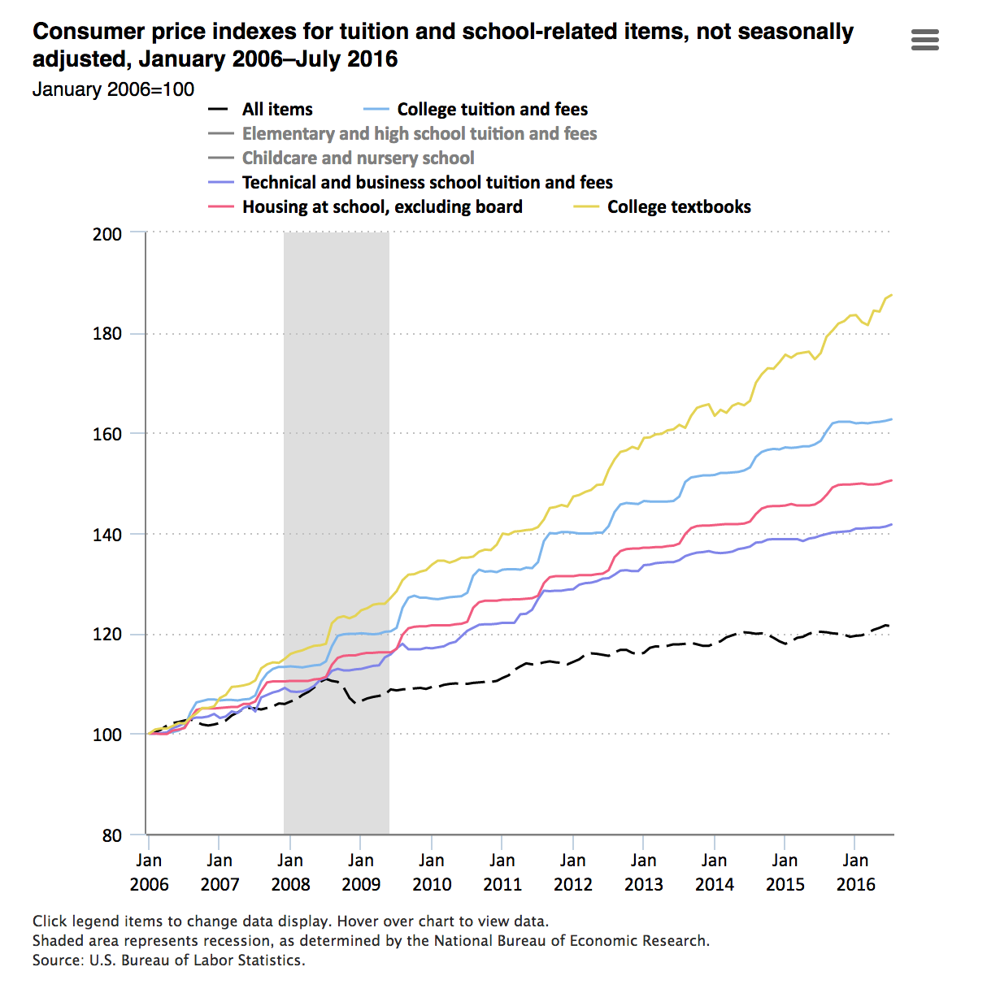 Consumer price indexes for tuition and school-related items, not seasonally
adjusted, January 2006–July 2016
January 2006=100
All items College tuition and fees
Elementary and high school tuition and fees
Childcare and nursery school
Technical and business school tuition and fees
Housing at school, excluding board College textbooks
200
180
160
140
120
100
80
Jan Jan Jan Jan Jan Jan Jan Jan Jan Jan Jan
2006 2007 2008 2009 2010 2011 2012 2013 2014 2015 2016
Click legend items to change data display. Hover over chart to view data.
Shaded area represents recession, as determined by the National Bureau of Economic Research.
Source: U.S. Bureau of Labor Statistics.